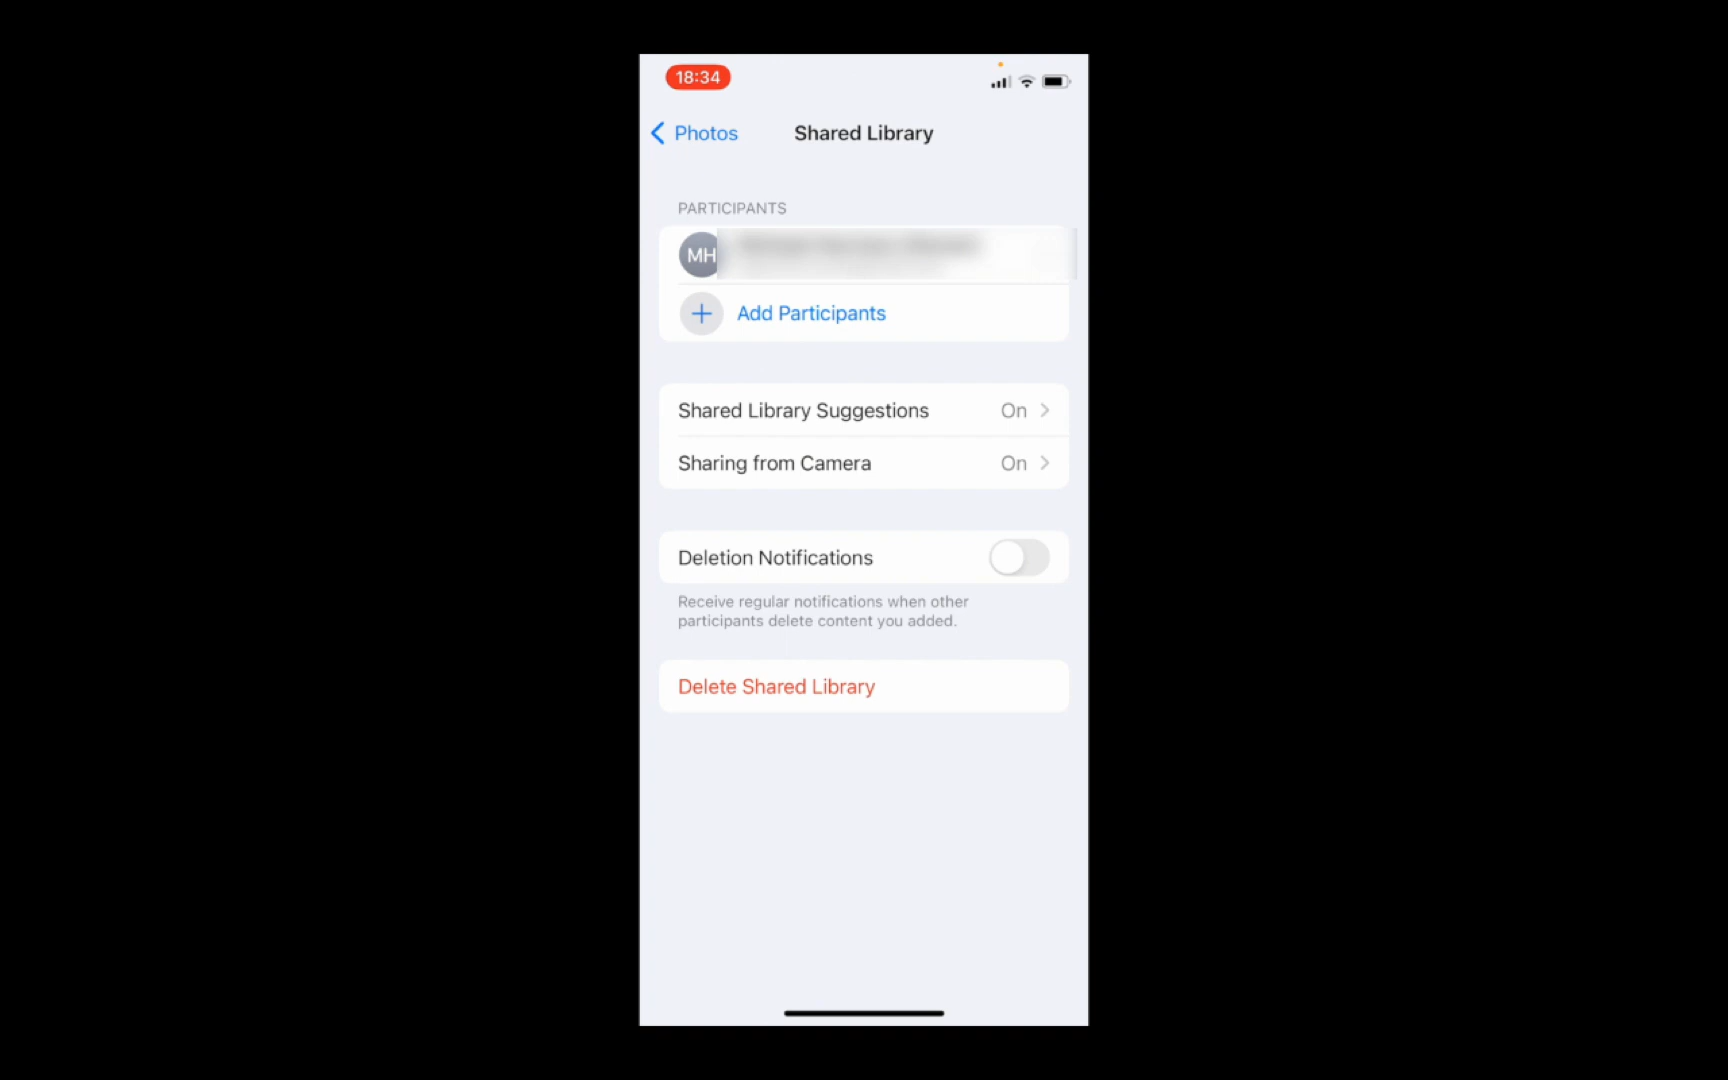 18:34
Photos
Shared Library
PARTICIPANTS
MH
Add Participants
Shared Library Suggestions On
Sharing from Camera On
Deletion Notifications
Receive regular notifications when other
participants delete content you added.
Delete Shared Library